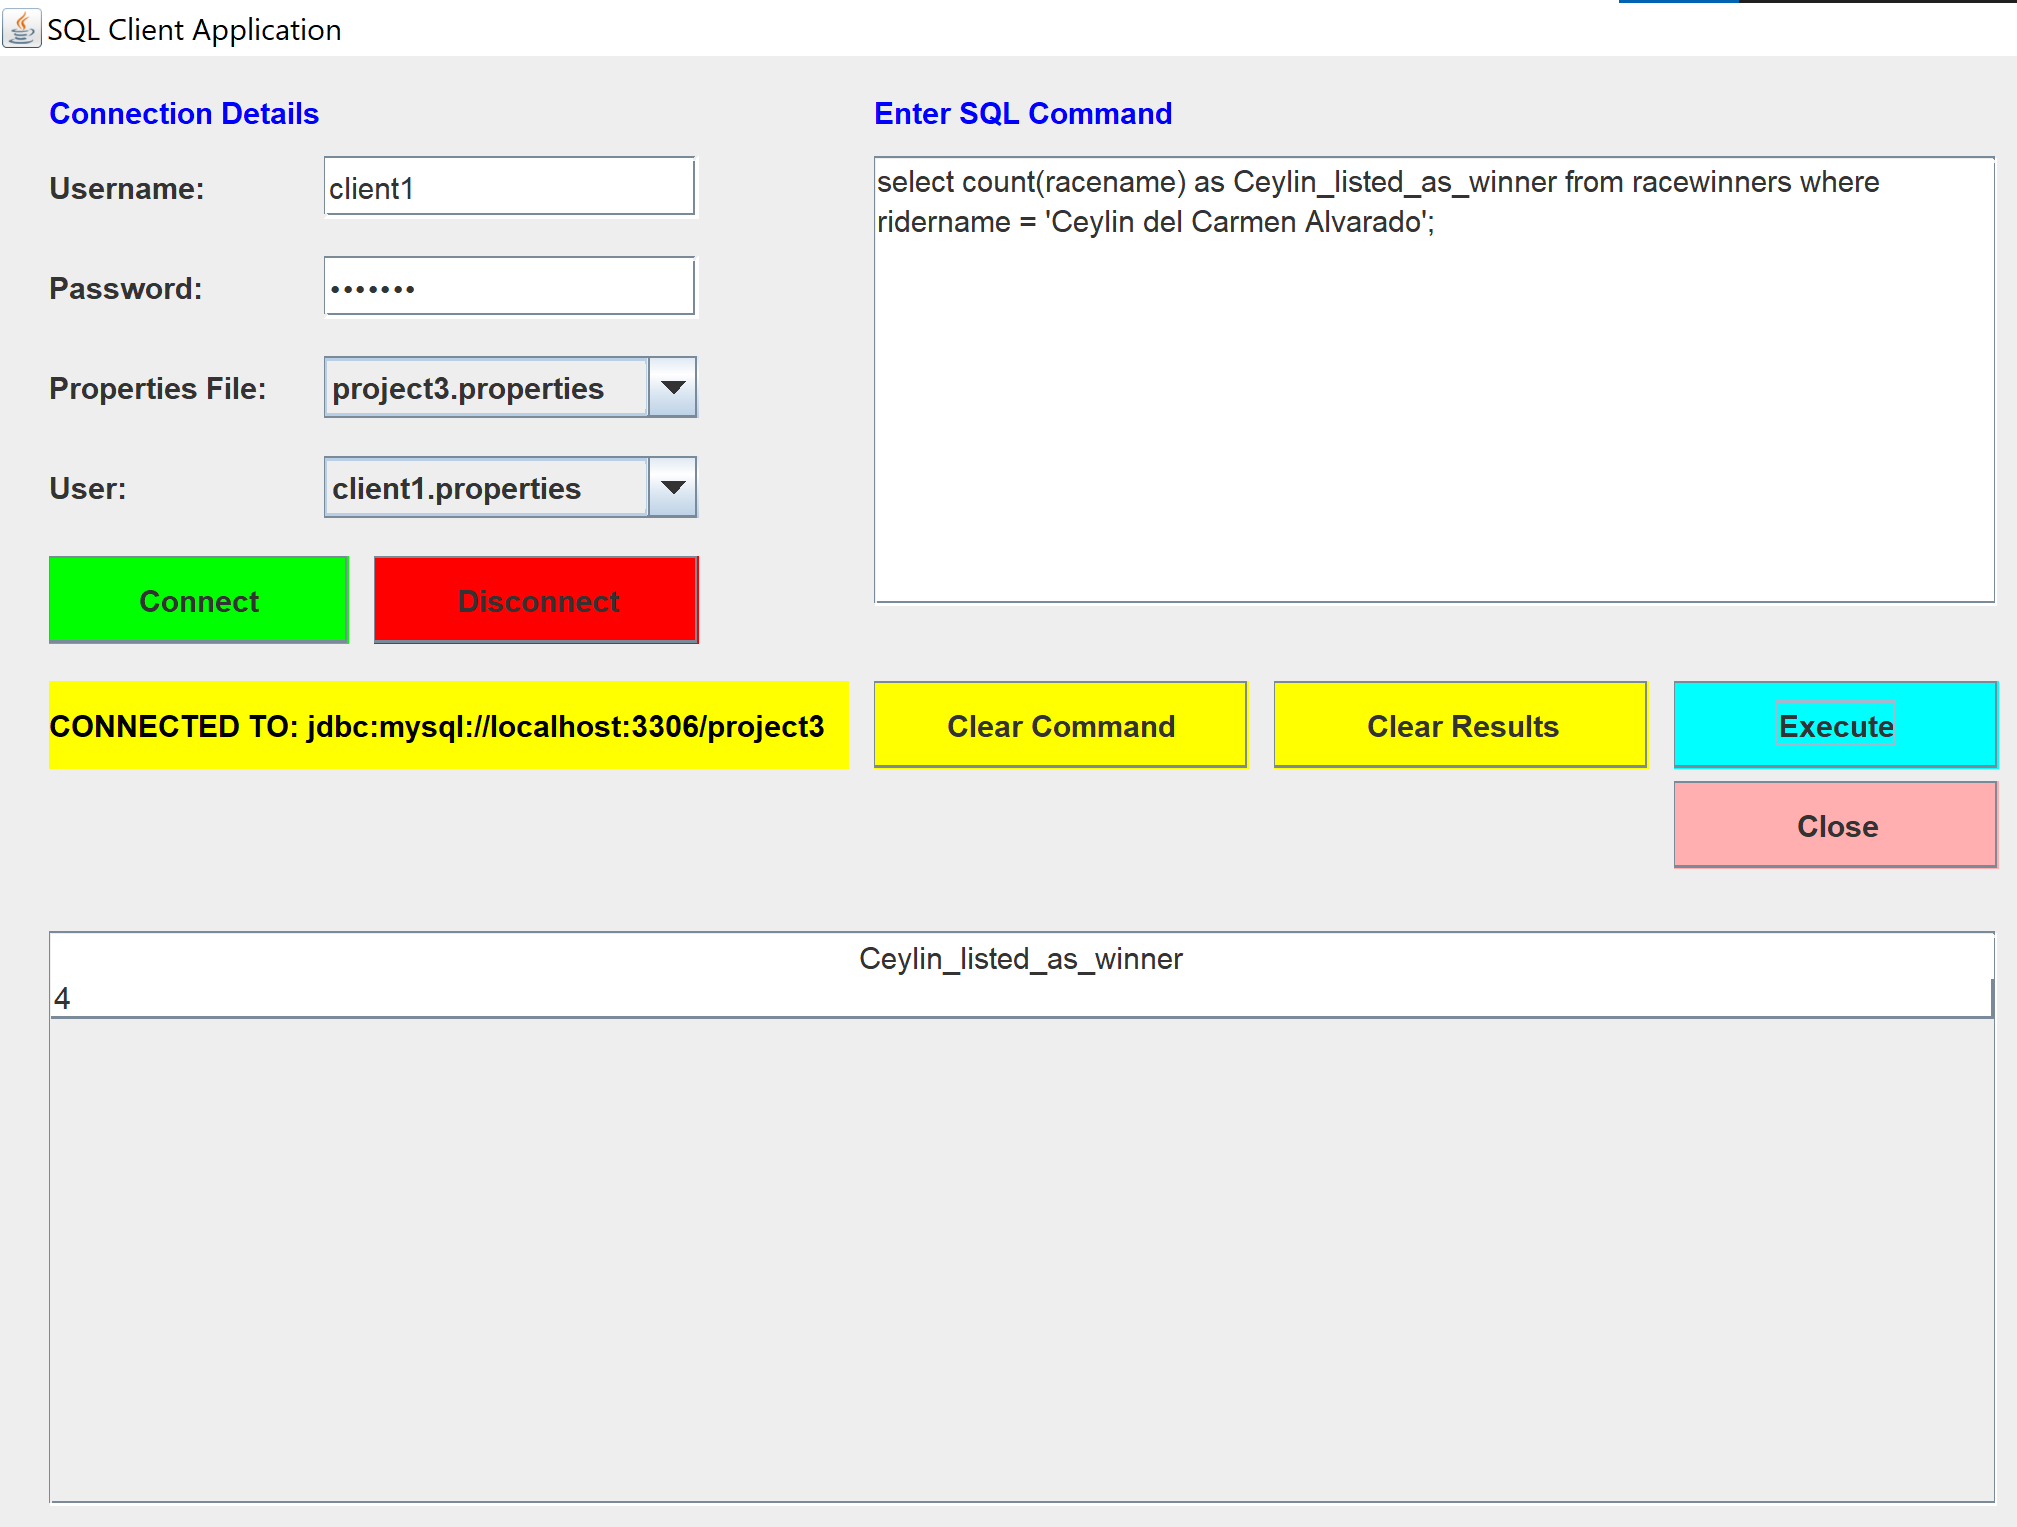 SQL Client Application
Connection Details
Username:
client1
Password:
•••••••
Properties File:
project3.properties
User:
client1.properties
Connect
Disconnect
Enter SQL Command
select count(racename) as Ceylin_listed_as_winner from racewinners where
ridername = 'Ceylin del Carmen Alvarado';
CONNECTED TO: jdbc:mysql://localhost:3306/project3
Clear Command
Clear Results
Execute
Close
Ceylin_listed_as_winner
4